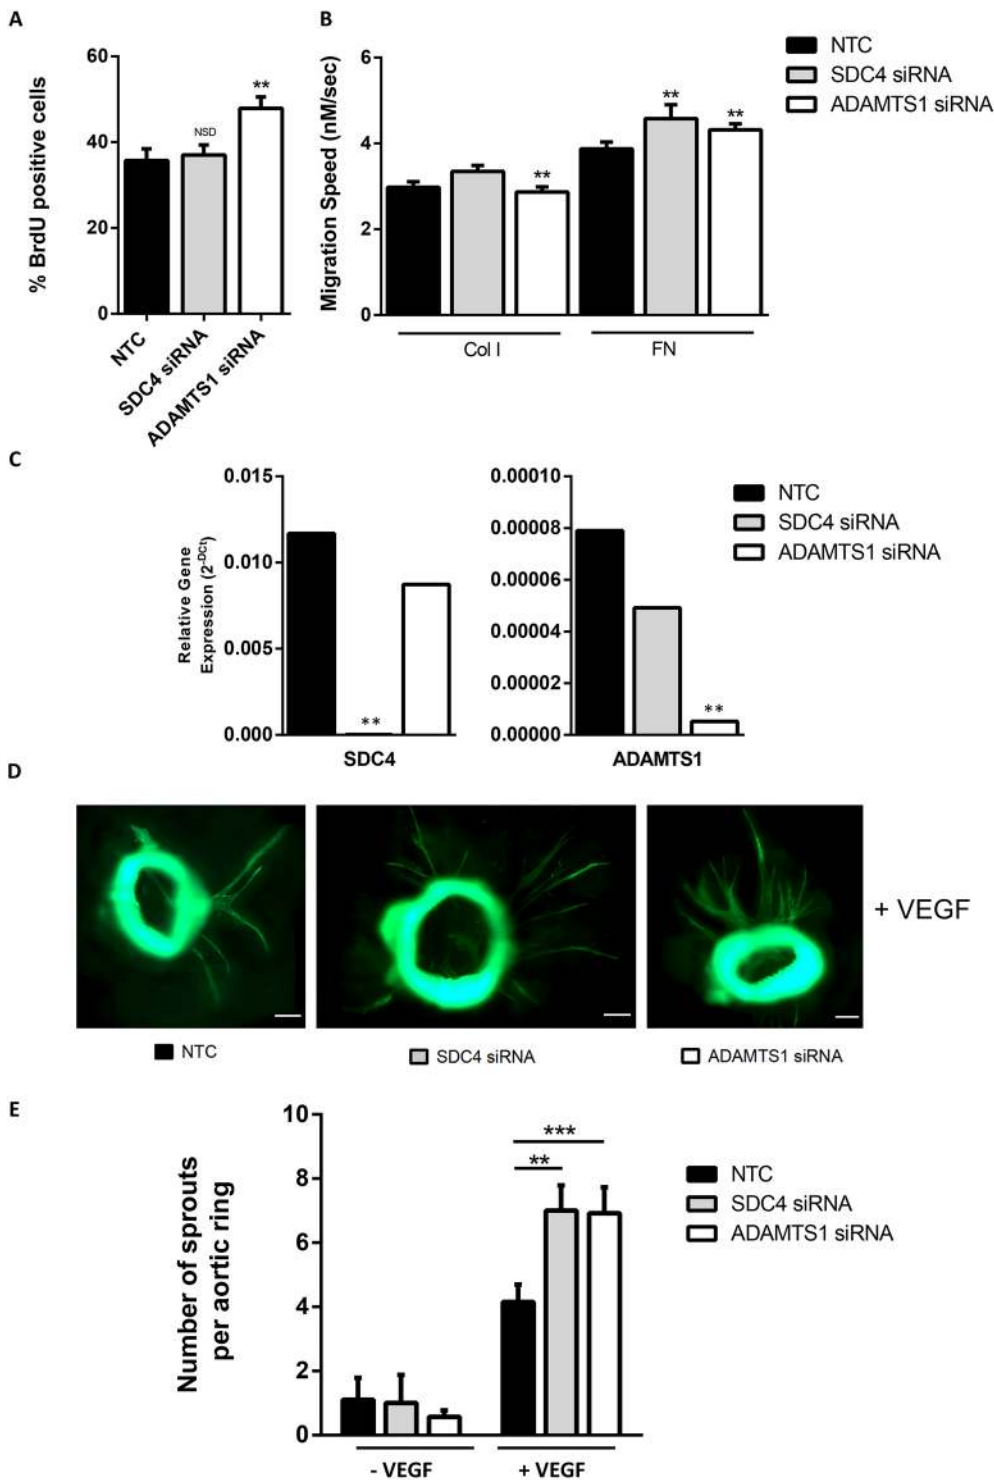 A
% BrdU positive cells
60
40
20
0
NSD
**
NTC
SDC4 siRNA
ADAMTS1 siRNA
B
Migration Speed (nM/sec)
6
4
2
0
**
**
**
Col I
FN
NTC
SDC4 siRNA
ADAMTS1 siRNA
C
Relative Gene
Expression (2-DCt)
0.015
0.010
0.005
0.000
**
SDC4
0.00010
0.00008
0.00006
0.00004
0.00002
0.00000
**
ADAMTS1
NTC
SDC4 siRNA
ADAMTS1 siRNA
D
+ VEGF
NTC
SDC4 siRNA
ADAMTS1 siRNA
E
Number of sprouts
per aortic ring
10
8
6
4
2
0
***
**
- VEGF
+ VEGF
NTC
SDC4 siRNA
ADAMTS1 siRNA